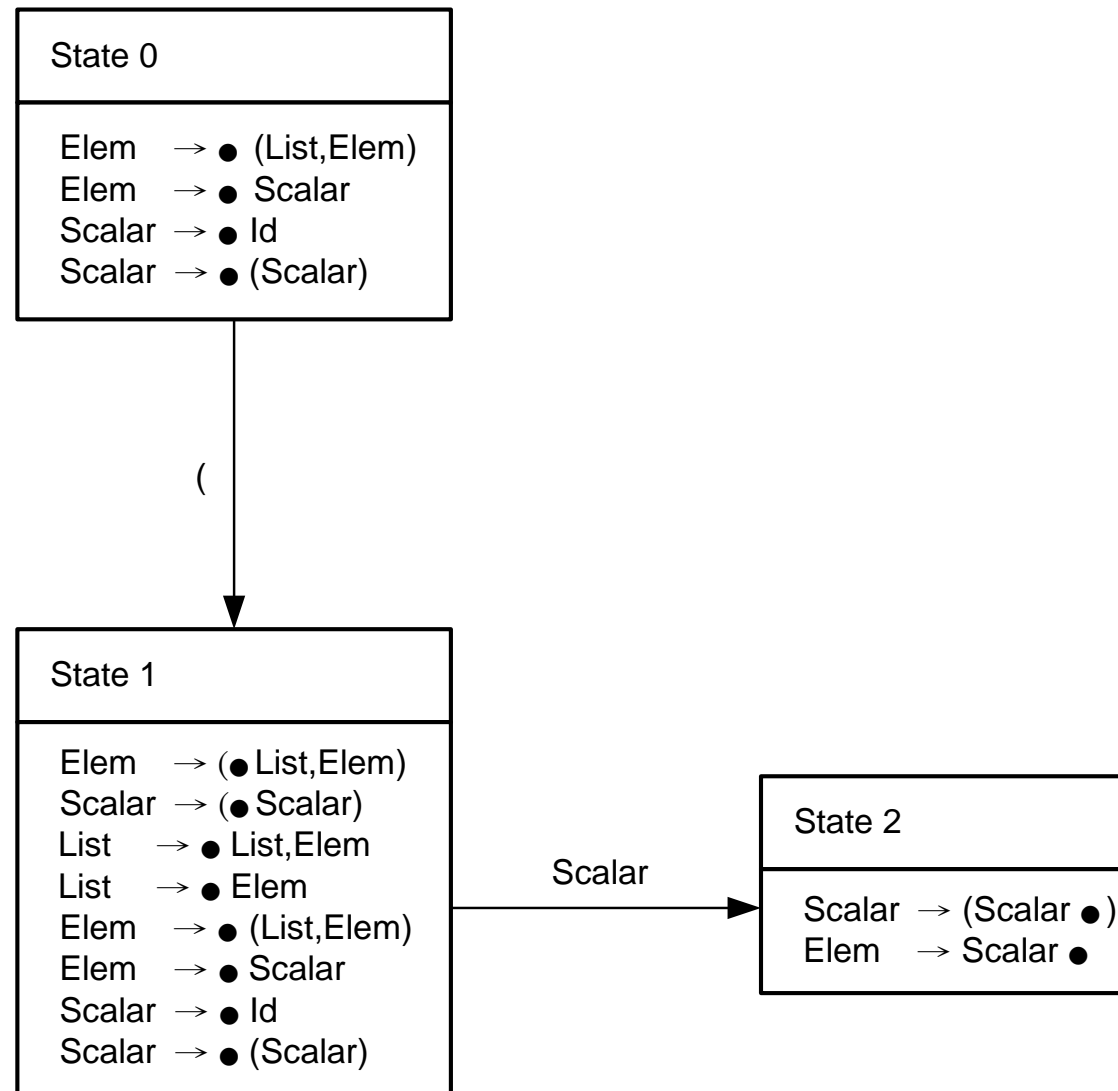 State 0
Elem → ● (List,Elem)
Elem → ● Scalar
Scalar → ● Id
Scalar → ● (Scalar)
(
State 1
Elem → (● List,Elem)
Scalar → (● Scalar)
List → ● List,Elem
List → ● Elem
Elem → ● (List,Elem)
Elem → ● Scalar
Scalar → ● Id
Scalar → ● (Scalar)
Scalar
State 2
Scalar → (Scalar ●)
Elem → Scalar ●